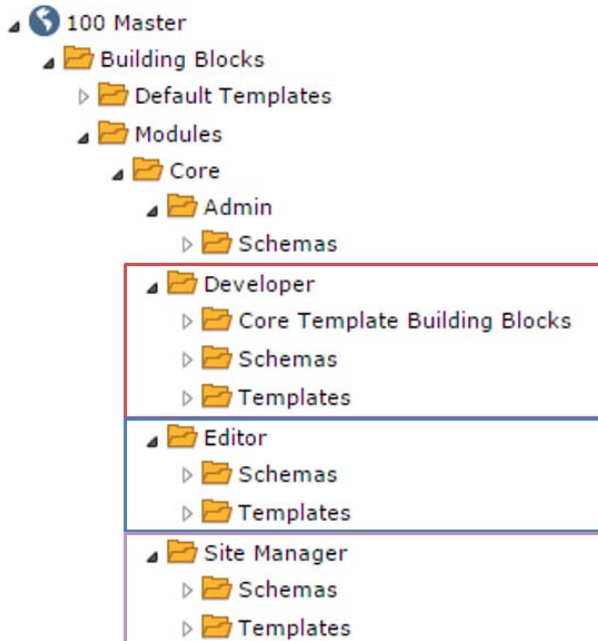 100 Master
Building Blocks
Default Templates
Modules
Core
Admin
Schemas
Developer
Core Template Building Blocks
Schemas
Templates
Editor
Schemas
Templates
Site Manager
Schemas
Templates